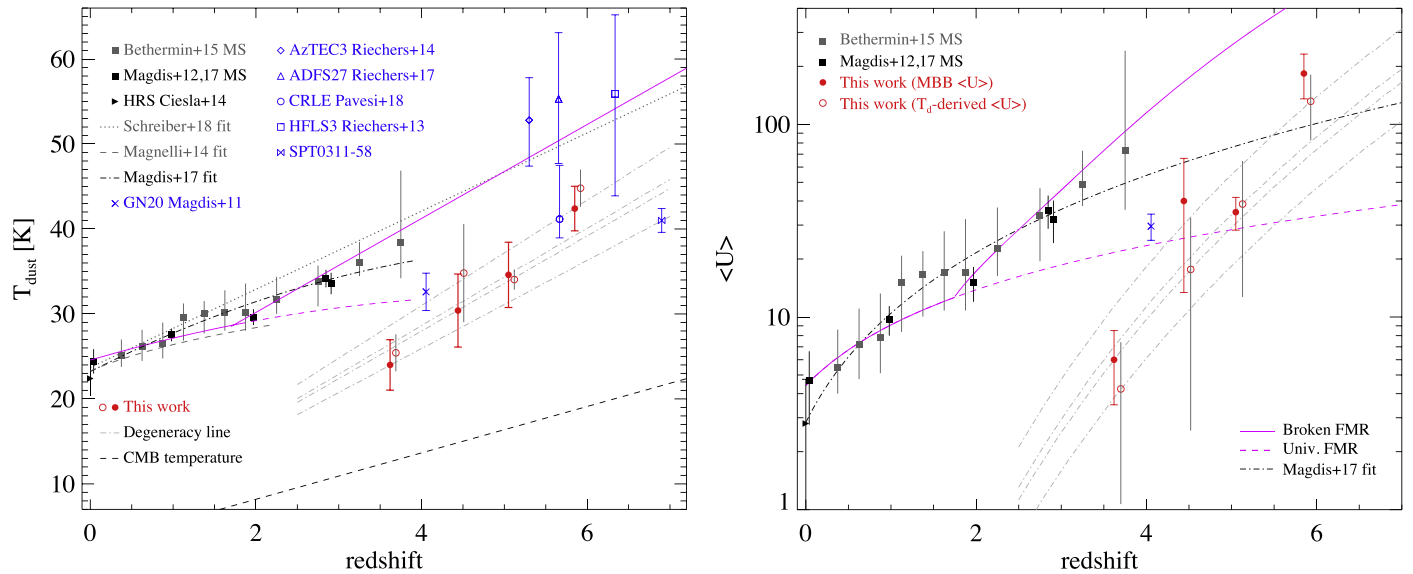 60
50
40
30
20
10
T_dust [K]
Bethermin+15 MS
Magdis+12,17 MS
HRS Ciesla+14
Schreiber+18 fit
Magnelli+14 fit
Magdis+17 fit
GN20 Magdis+11
AzTEC3 Riechers+14
ADFS27 Riechers+17
CRLE Pavesi+18
HFLS3 Riechers+13
SPT0311-58
This work
Degeneracy line
CMB temperature
0 2 4 6
redshift
100
10
1
<U>
Bethermin+15 MS
Magdis+12,17 MS
This work (MBB <U>)
This work (T_d-derived <U>)
Broken FMR
Univ. FMR
Magdis+17 fit
0 2 4 6
redshift